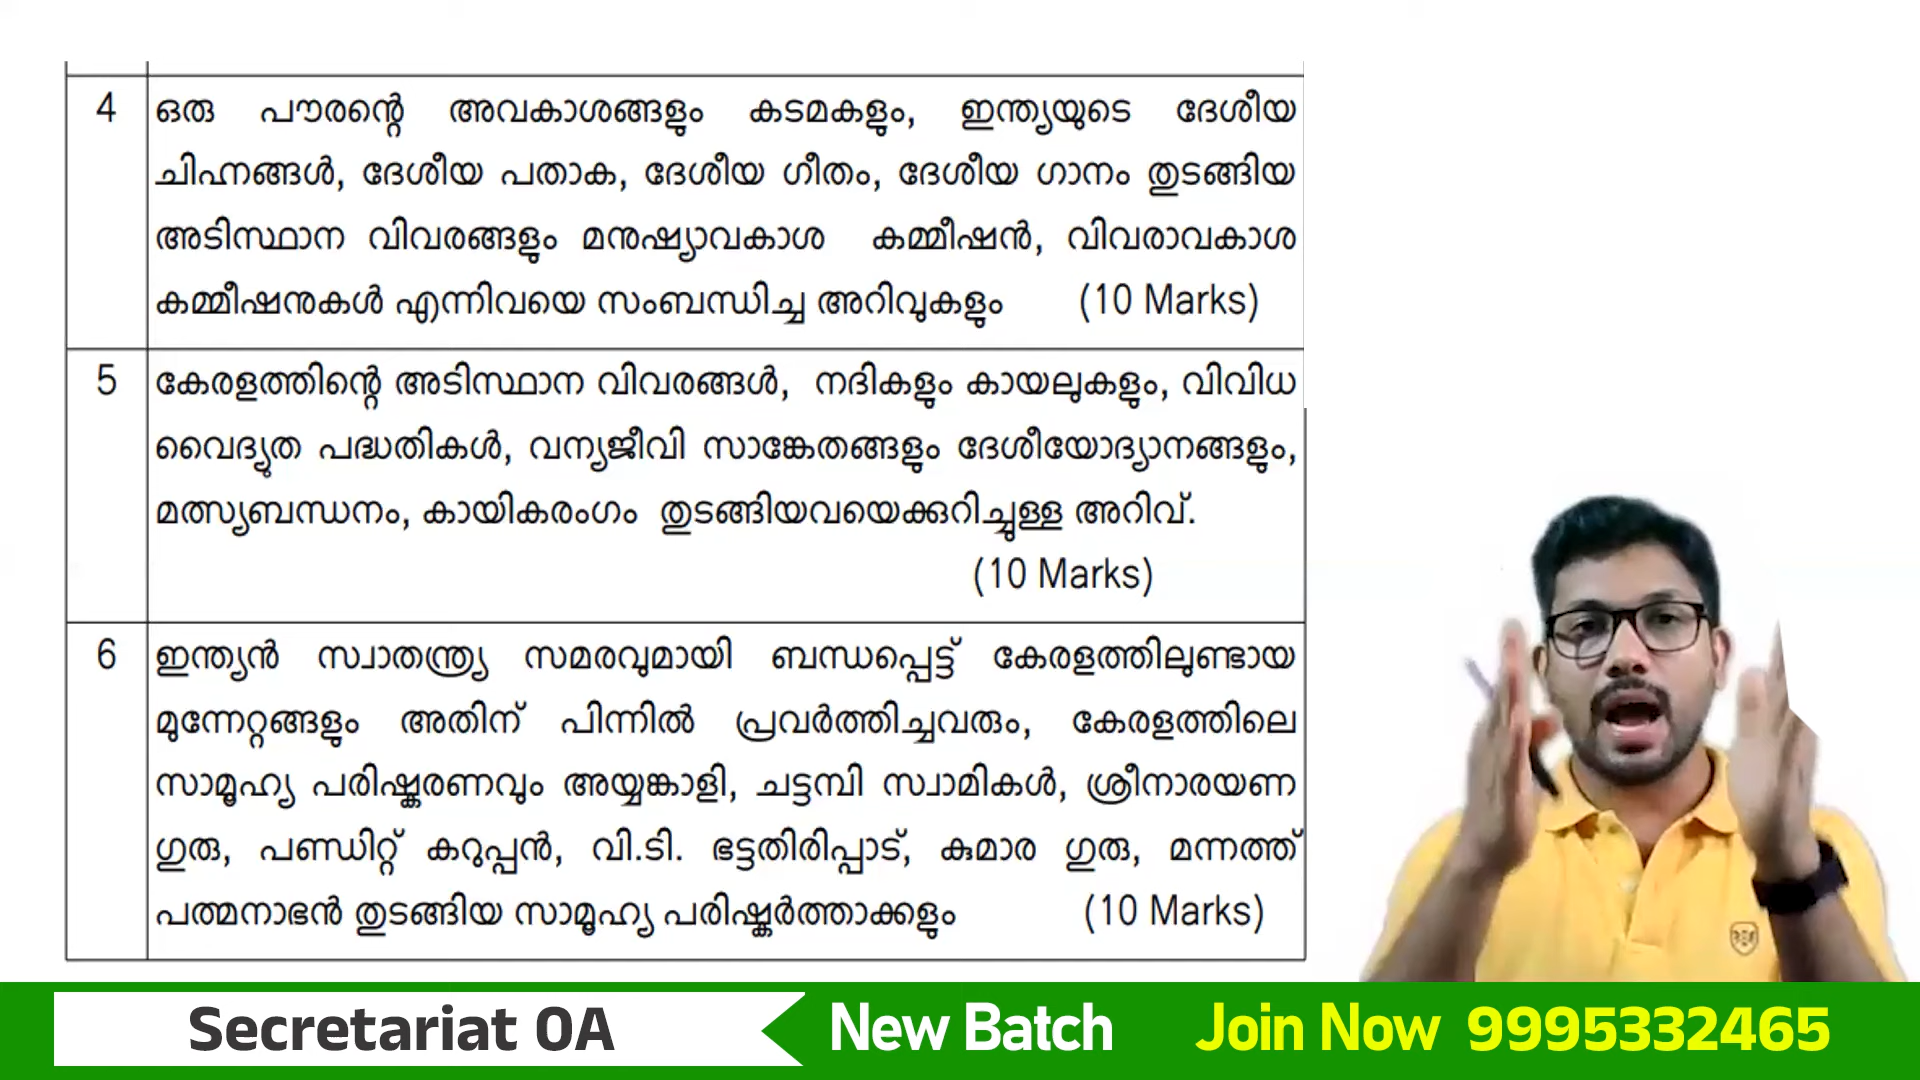 4 ഒരു പൗരന്റെ അവകാശങ്ങളും കടമകളും, ഇന്ത്യയുടെ ദേശീയ
ചിഹ്നങ്ങൾ, ദേശീയ പതാക, ദേശീയ ഗീതം, ദേശീയ ഗാനം തുടങ്ങിയ
അടിസ്ഥാന വിവരങ്ങളും മനുഷ്യാവകാശ കമ്മീഷൻ, വിവരാവകാശ
കമ്മീഷനുകൾ എന്നിവയെ സംബന്ധിച്ച അറിവുകളും (10 Marks)
5 കേരളത്തിന്റെ അടിസ്ഥാന വിവരങ്ങൾ, നദികളും കായലുകളും, വിവിധ
വൈദ്യുത പദ്ധതികൾ, വന്യജീവി സാങ്കേതങ്ങളും ദേശീയോദ്യാനങ്ങളും,
മത്സ്യബന്ധനം, കായികരംഗം തുടങ്ങിയവയെക്കുറിച്ചുള്ള അറിവ്.
(10 Marks)
6 ഇന്ത്യൻ സ്വാതന്ത്ര്യ സമരവുമായി ബന്ധപ്പെട്ട് കേരളത്തിലുണ്ടായ
മുന്നേറ്റങ്ങളും അതിന് പിന്നിൽ പ്രവർത്തിച്ചവരും, കേരളത്തിലെ
സാമൂഹ്യ പരിഷ്കരണവും അയ്യങ്കാളി, ചട്ടമ്പി സ്വാമികൾ, ശ്രീനാരയണ
ഗുരു, പണ്ഡിറ്റ് കറുപ്പൻ, വി.ടി. ഭട്ടതിരിപ്പാട്, കുമാര ഗുരു, മന്നത്ത്
പത്മനാഭൻ തുടങ്ങിയ സാമൂഹ്യ പരിഷ്കർത്താക്കളും (10 Marks)
Secretariat OA New Batch Join Now 9995332465